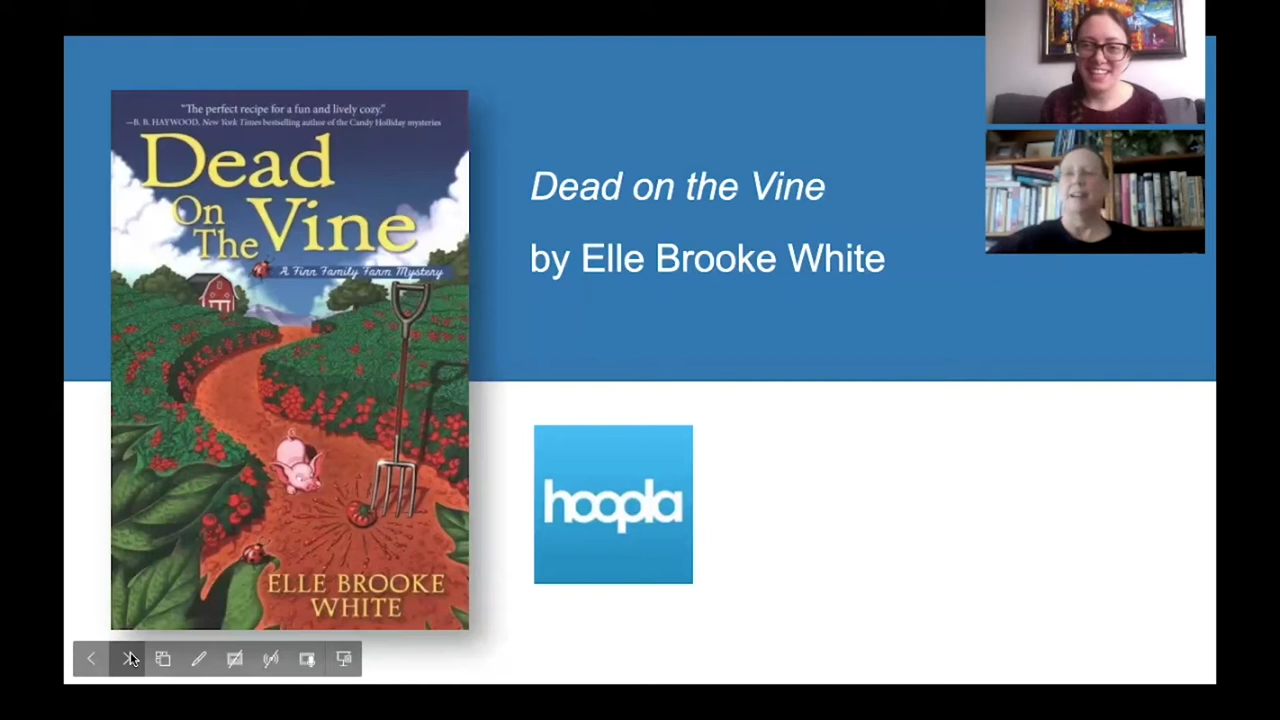 "The perfect recipe for a fun and lively cozy."
—B. B. HAYWOOD, New York Times bestselling author of the Candy Holliday mysteries
Dead
On
The Vine
A Finn Family Farm Mystery
ELLE BROOKE
WHITE
Dead on the Vine
by Elle Brooke White
hoopla